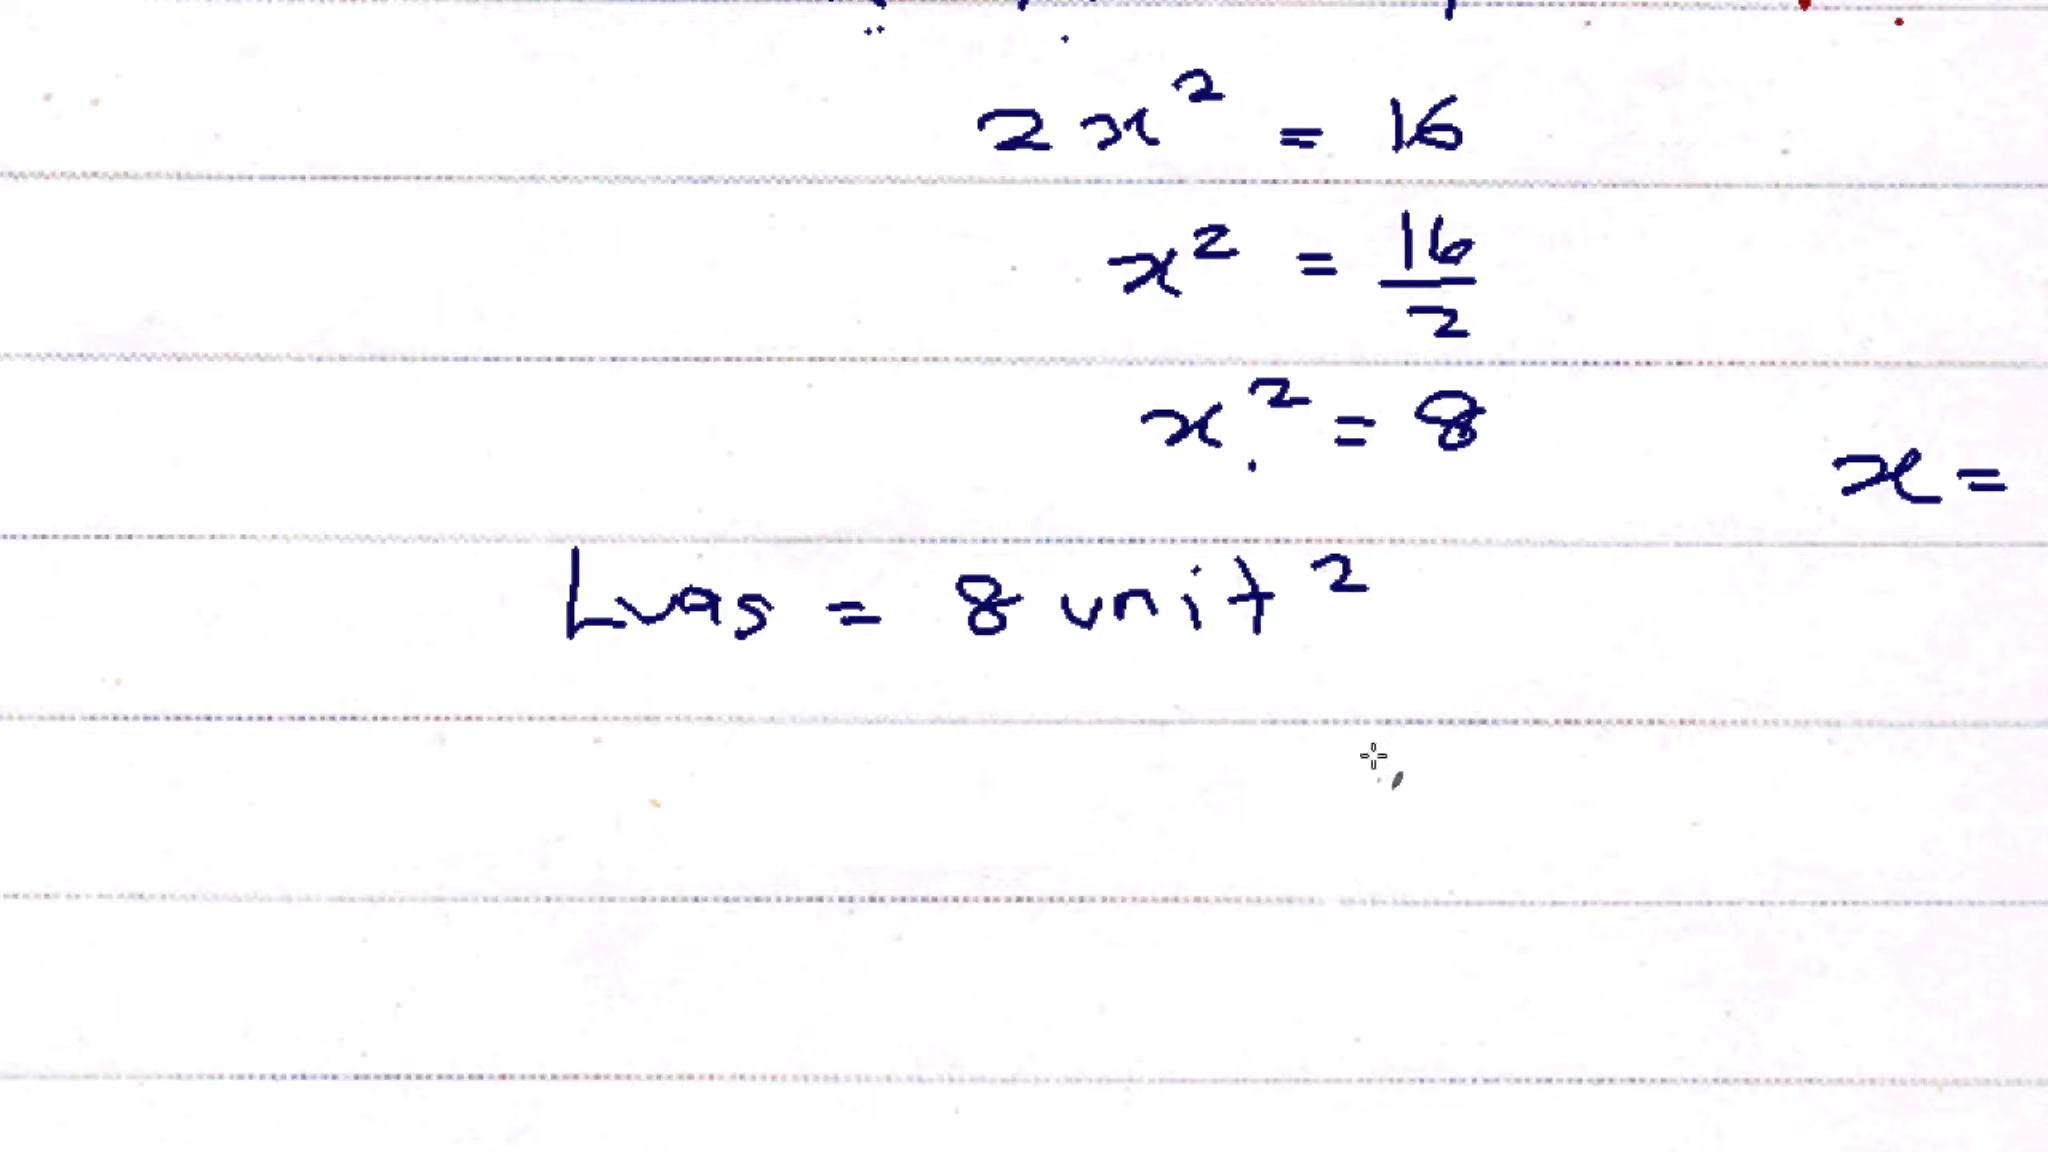 2x² = 16
x² = 16/2
x² = 8
x =
Luas = 8 unit²